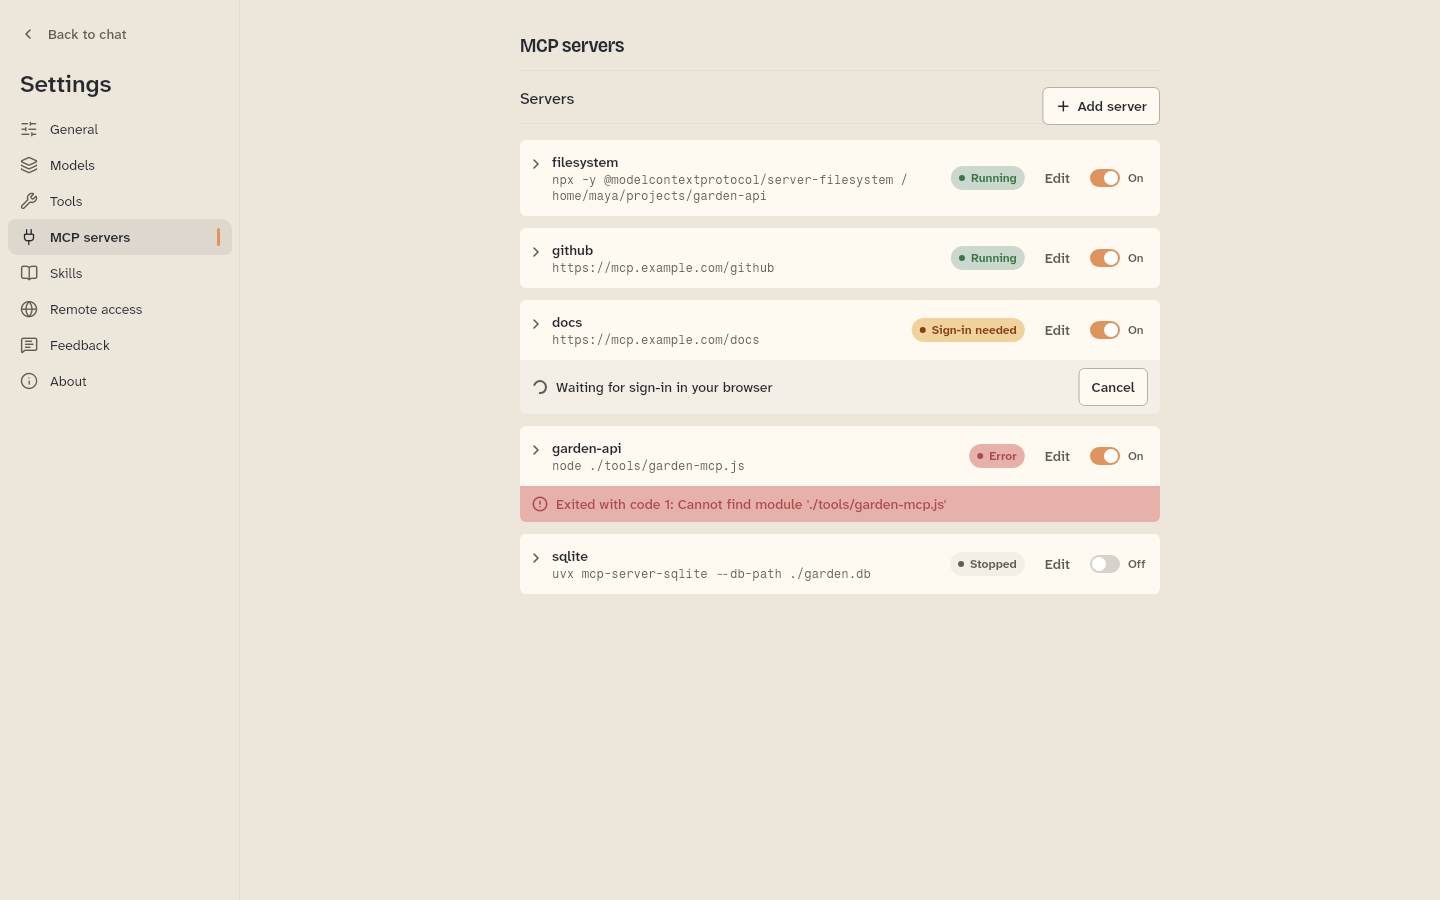 Back to chat
Settings
General
Models
Tools
MCP servers
Skills
Remote access
Feedback
About
MCP servers
Servers
Add server
filesystem
npx -y @modelcontextprotocol/server-filesystem /
home/maya/projects/garden-api
Running
Edit
On
github
https://mcp.example.com/github
Running
Edit
On
docs
https://mcp.example.com/docs
Sign-in needed
Edit
On
Waiting for sign-in in your browser
Cancel
garden-api
node ./tools/garden-mcp.js
Error
Edit
On
Exited with code 1: Cannot find module './tools/garden-mcp.js'
sqlite
uvx mcp-server-sqlite --db-path ./garden.db
Stopped
Edit
Off